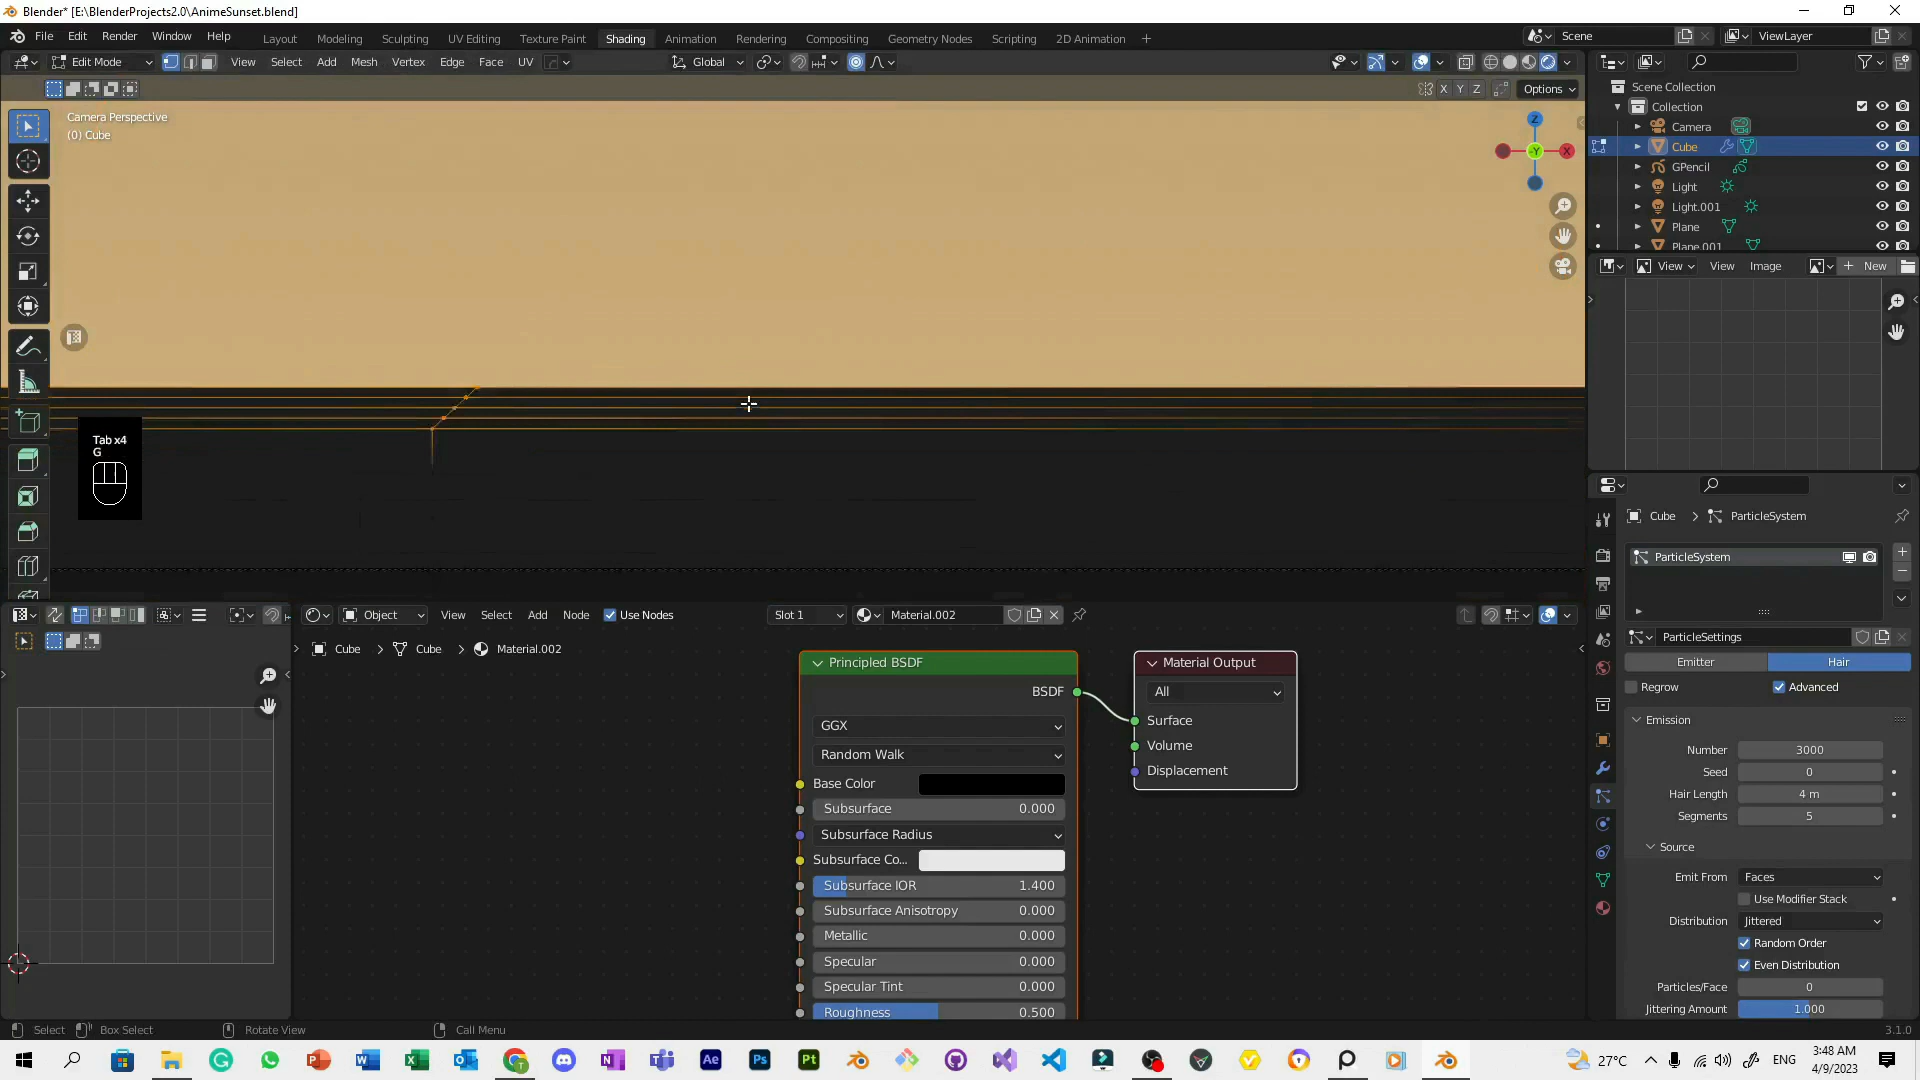 Blender* [E:\BlenderProjects2.0\AnimeSunset.blend]
File Edit Render Window Help
Layout Modeling Sculpting UV Editing Texture Paint Shading Animation Rendering Compositing Geometry Nodes Scripting 2D Animation +
Scene
ViewLayer
Edit Mode
View Select Add Mesh Vertex Edge Face UV
Global
X Y Z
Options
Camera Perspective
(0) Cube
Z
-Y
X
Tab x4
G
Scene Collection
Collection
Camera
Cube
GPencil
Light
Light.001
Plane
Plane.001
View
View Image
New
Cube > ParticleSystem
ParticleSystem
ParticleSettings
Emitter Hair
Regrow
Advanced
Emission
Number 3000
Seed 0
Hair Length 4 m
Segments 5
Source
Emit From Faces
Use Modifier Stack
Distribution Jittered
Random Order
Even Distribution
Particles/Face 0
Jittering Amount 1.000
Object
View Select Add Node
Use Nodes
Slot 1
Material.002
Cube > Cube > Material.002
Principled BSDF
BSDF
GGX
Random Walk
Base Color
Subsurface 0.000
Subsurface Radius
Subsurface Co...
Subsurface IOR 1.400
Subsurface Anisotropy 0.000
Metallic 0.000
Specular 0.000
Specular Tint 0.000
Roughness 0.500
Material Output
All
Surface
Volume
Displacement
Select
Box Select
Rotate View
Call Menu
3.1.0
27°C
ENG
3:48 AM
4/9/2023